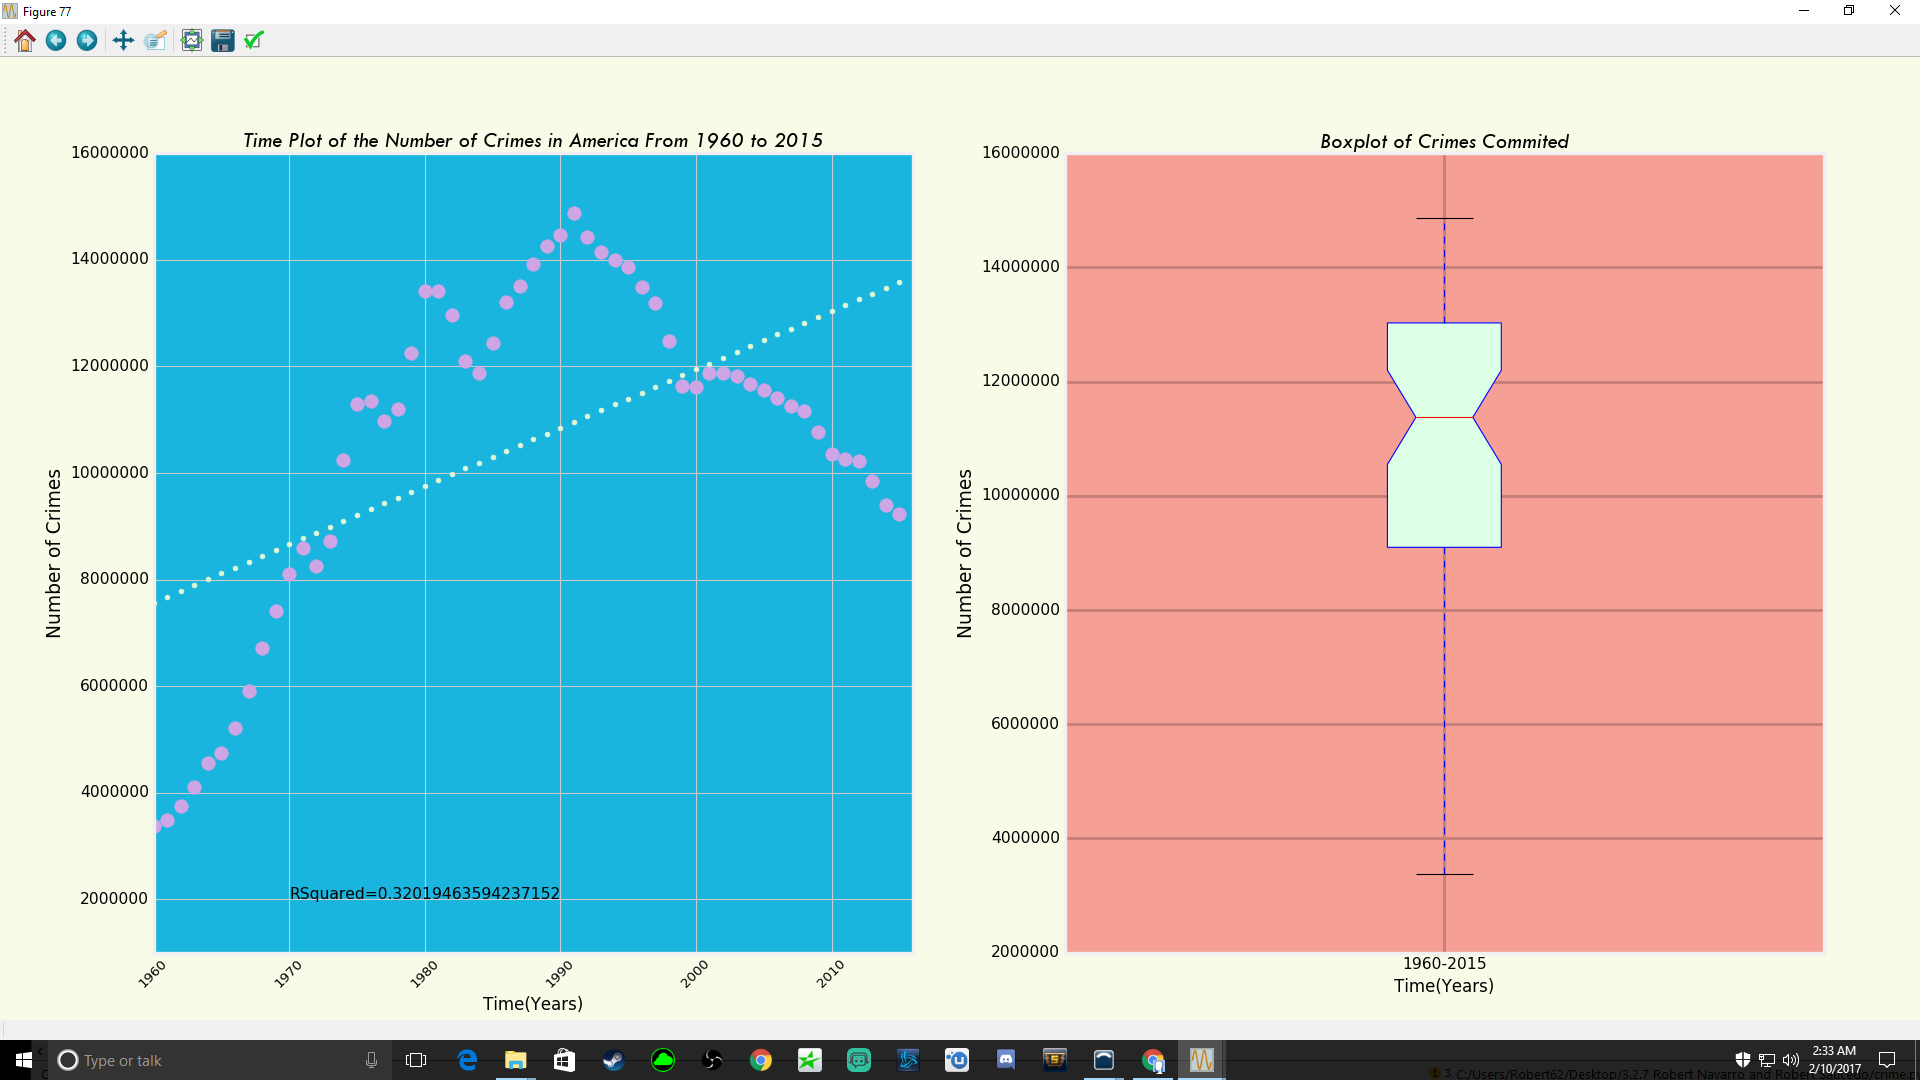 Figure 77
Time Plot of the Number of Crimes in America From 1960 to 2015
16000000
14000000
12000000
10000000
8000000
6000000
4000000
2000000
Number of Crimes
RSquared=0.32019463594237152
1960
1970
1980
1990
2000
2010
Time(Years)
Boxplot of Crimes Commited
16000000
14000000
12000000
10000000
8000000
6000000
4000000
2000000
Number of Crimes
1960-2015
Time(Years)
Type or talk
2:33 AM
2/10/2017
3 C:/Users/Robert62/Desktop/3.2.7 Robert Navarro and Robert